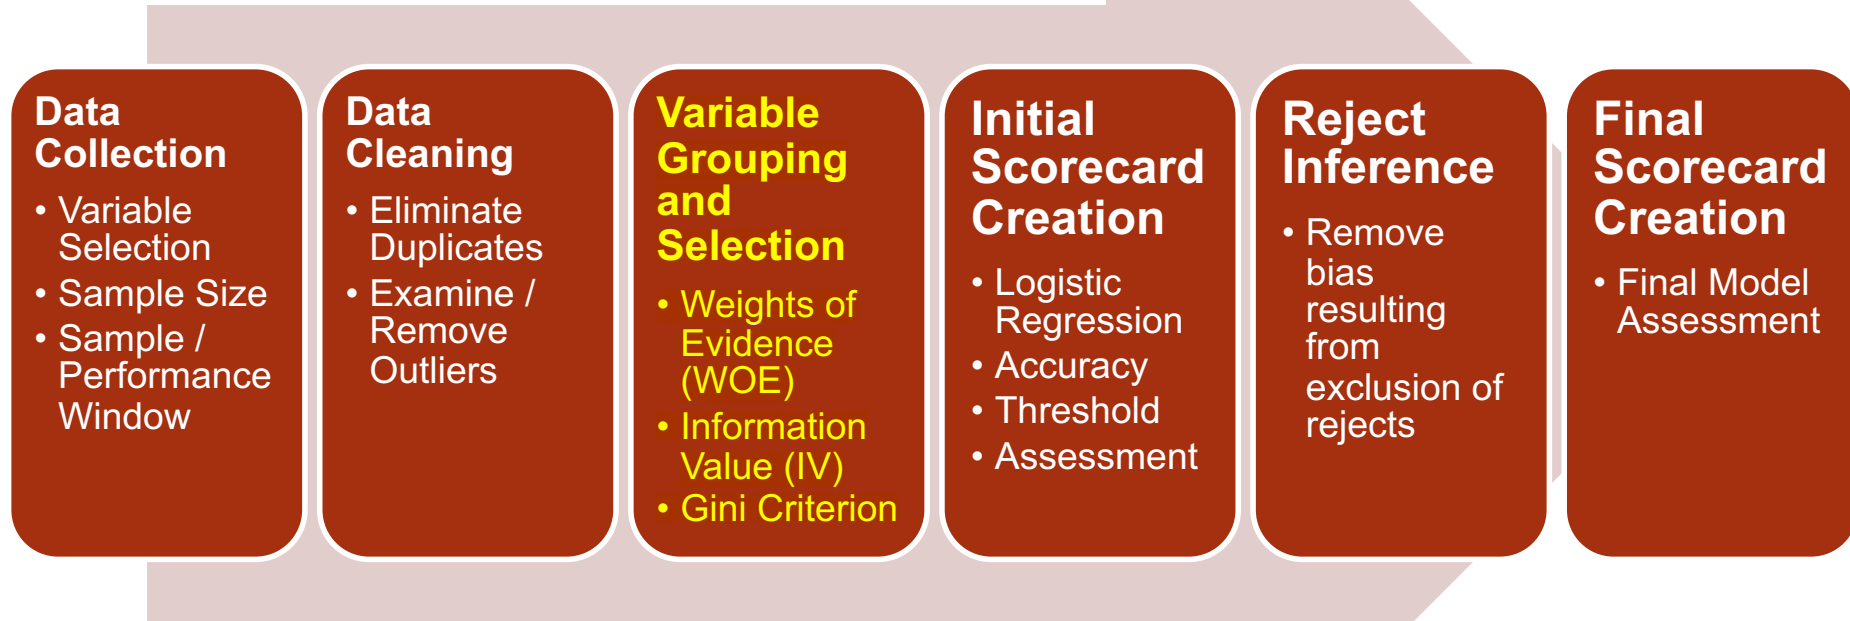 Data
Collection
• Variable
Selection
• Sample Size
• Sample /
Performance
Window
Data
Cleaning
• Eliminate
Duplicates
• Examine /
Remove
Outliers
Variable
Grouping
and
Selection
• Weights of
Evidence
(WOE)
• Information
Value (IV)
• Gini Criterion
Initial
Scorecard
Creation
• Logistic
Regression
• Accuracy
• Threshold
• Assessment
Reject
Inference
• Remove
bias
resulting
from
exclusion of
rejects
Final
Scorecard
Creation
• Final Model
Assessment